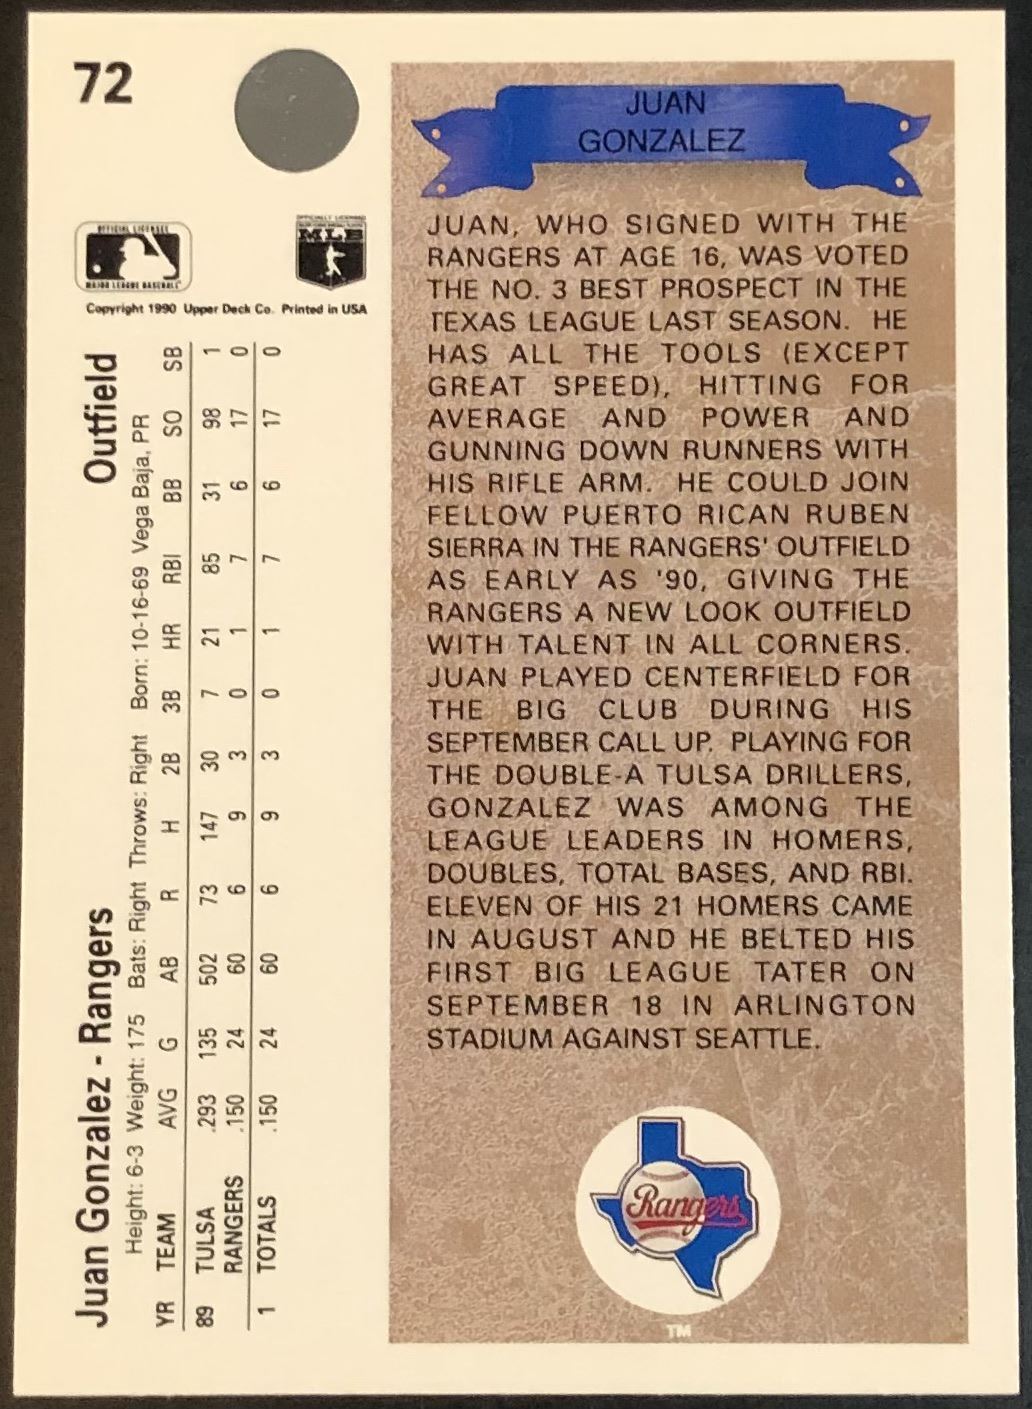 72
OFFICIAL LICENSEE
MAJOR LEAGUE BASEBALL
OFFICIALLY LICENSED
MLB
Copyright 1990 Upper Deck Co. Printed in USA
Juan Gonzalez - Rangers Outfield
Height: 6-3 Weight: 175 Bats: Right Throws: Right Born: 10-16-69 Vega Baja, PR
YR TEAM AVG G AB R H 2B 3B HR RBI BB SO SB
89 TULSA .293 135 502 73 147 30 7 21 85 31 98 1
RANGERS .150 24 60 6 9 3 0 1 7 6 17 0
1 TOTALS .150 24 60 6 9 3 0 1 7 6 17 0
JUAN
GONZALEZ
JUAN, WHO SIGNED WITH THE
RANGERS AT AGE 16, WAS VOTED
THE NO. 3 BEST PROSPECT IN THE
TEXAS LEAGUE LAST SEASON. HE
HAS ALL THE TOOLS (EXCEPT
GREAT SPEED), HITTING FOR
AVERAGE AND POWER AND
GUNNING DOWN RUNNERS WITH
HIS RIFLE ARM. HE COULD JOIN
FELLOW PUERTO RICAN RUBEN
SIERRA IN THE RANGERS' OUTFIELD
AS EARLY AS '90, GIVING THE
RANGERS A NEW LOOK OUTFIELD
WITH TALENT IN ALL CORNERS.
JUAN PLAYED CENTERFIELD FOR
THE BIG CLUB DURING HIS
SEPTEMBER CALL UP. PLAYING FOR
THE DOUBLE-A TULSA DRILLERS,
GONZALEZ WAS AMONG THE
LEAGUE LEADERS IN HOMERS,
DOUBLES, TOTAL BASES, AND RBI.
ELEVEN OF HIS 21 HOMERS CAME
IN AUGUST AND HE BELTED HIS
FIRST BIG LEAGUE TATER ON
SEPTEMBER 18 IN ARLINGTON
STADIUM AGAINST SEATTLE.
Rangers
TM